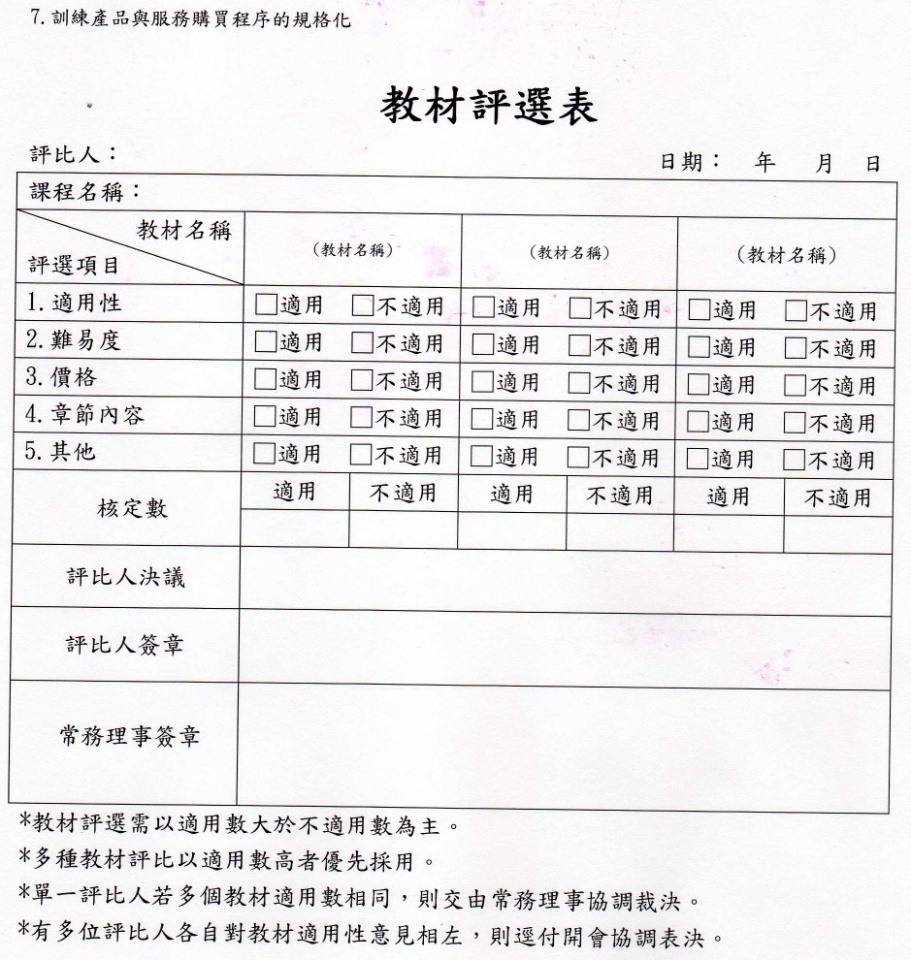 7.訓練產品與服務購買程序的規格化
教材評選表
評比人：
日期： 年 月 日
課程名稱：
教材名稱
評選項目
（教材名稱） （教材名稱） （教材名稱）
1.適用性 □適用 □不適用 □適用 □不適用 □適用 □不適用
2.難易度 □適用 □不適用 □適用 □不適用 □適用 □不適用
3.價格 □適用 □不適用 □適用 □不適用 □適用 □不適用
4.章節內容 □適用 □不適用 □適用 □不適用 □適用 □不適用
5.其他 □適用 □不適用 □適用 □不適用 □適用 □不適用
核定數 適用 不適用 適用 不適用 適用 不適用
評比人決議
評比人簽章
常務理事簽章
*教材評選需以適用數大於不適用數為主。
*多種教材評比以適用數高者優先採用。
*單一評比人若多個教材適用數相同，則交由常務理事協調裁決。
*有多位評比人各自對教材適用性意見相左，則逕付開會協調表決。